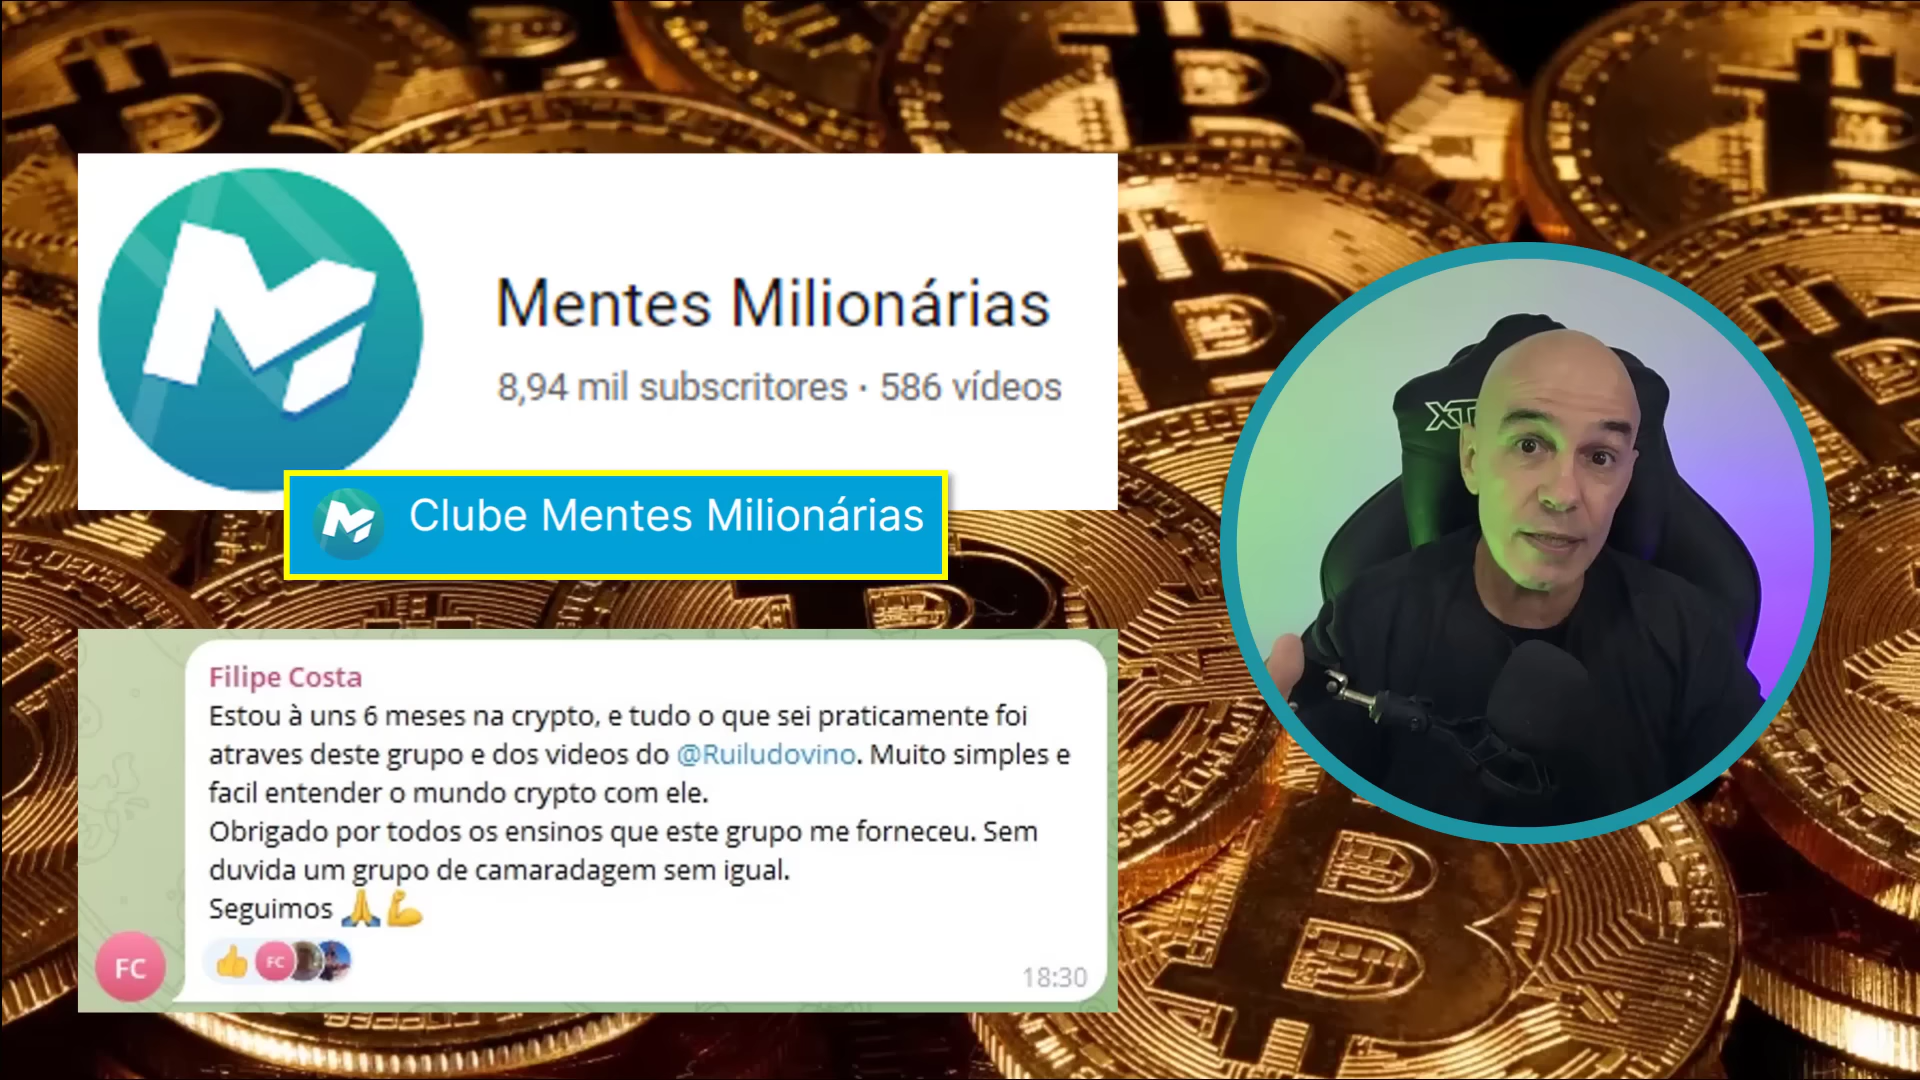 Mentes Milionárias
8,94 mil subscritores · 586 vídeos
Clube Mentes Milionárias
XT
Filipe Costa
Estou à uns 6 meses na crypto, e tudo o que sei praticamente foi
atraves deste grupo e dos videos do @Ruiludovino. Muito simples e
facil entender o mundo crypto com ele.
Obrigado por todos os ensinos que este grupo me forneceu. Sem
duvida um grupo de camaradagem sem igual.
Seguimos 🙏💪
FC
👍 FC
18:30